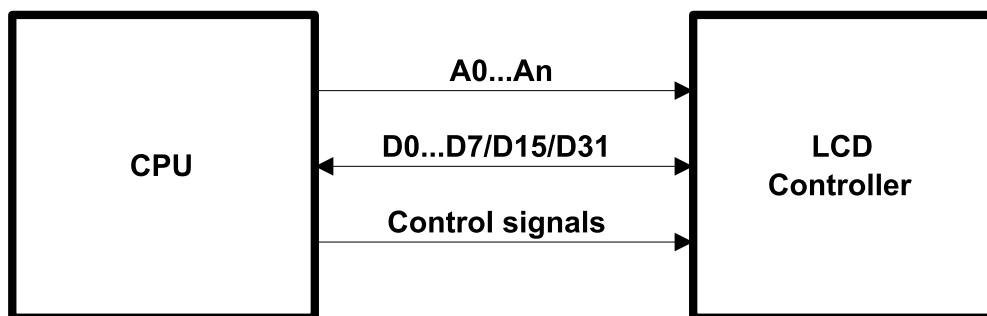 A0...An
CPU
D0...D7/D15/D31
LCD
Controller
Control signals